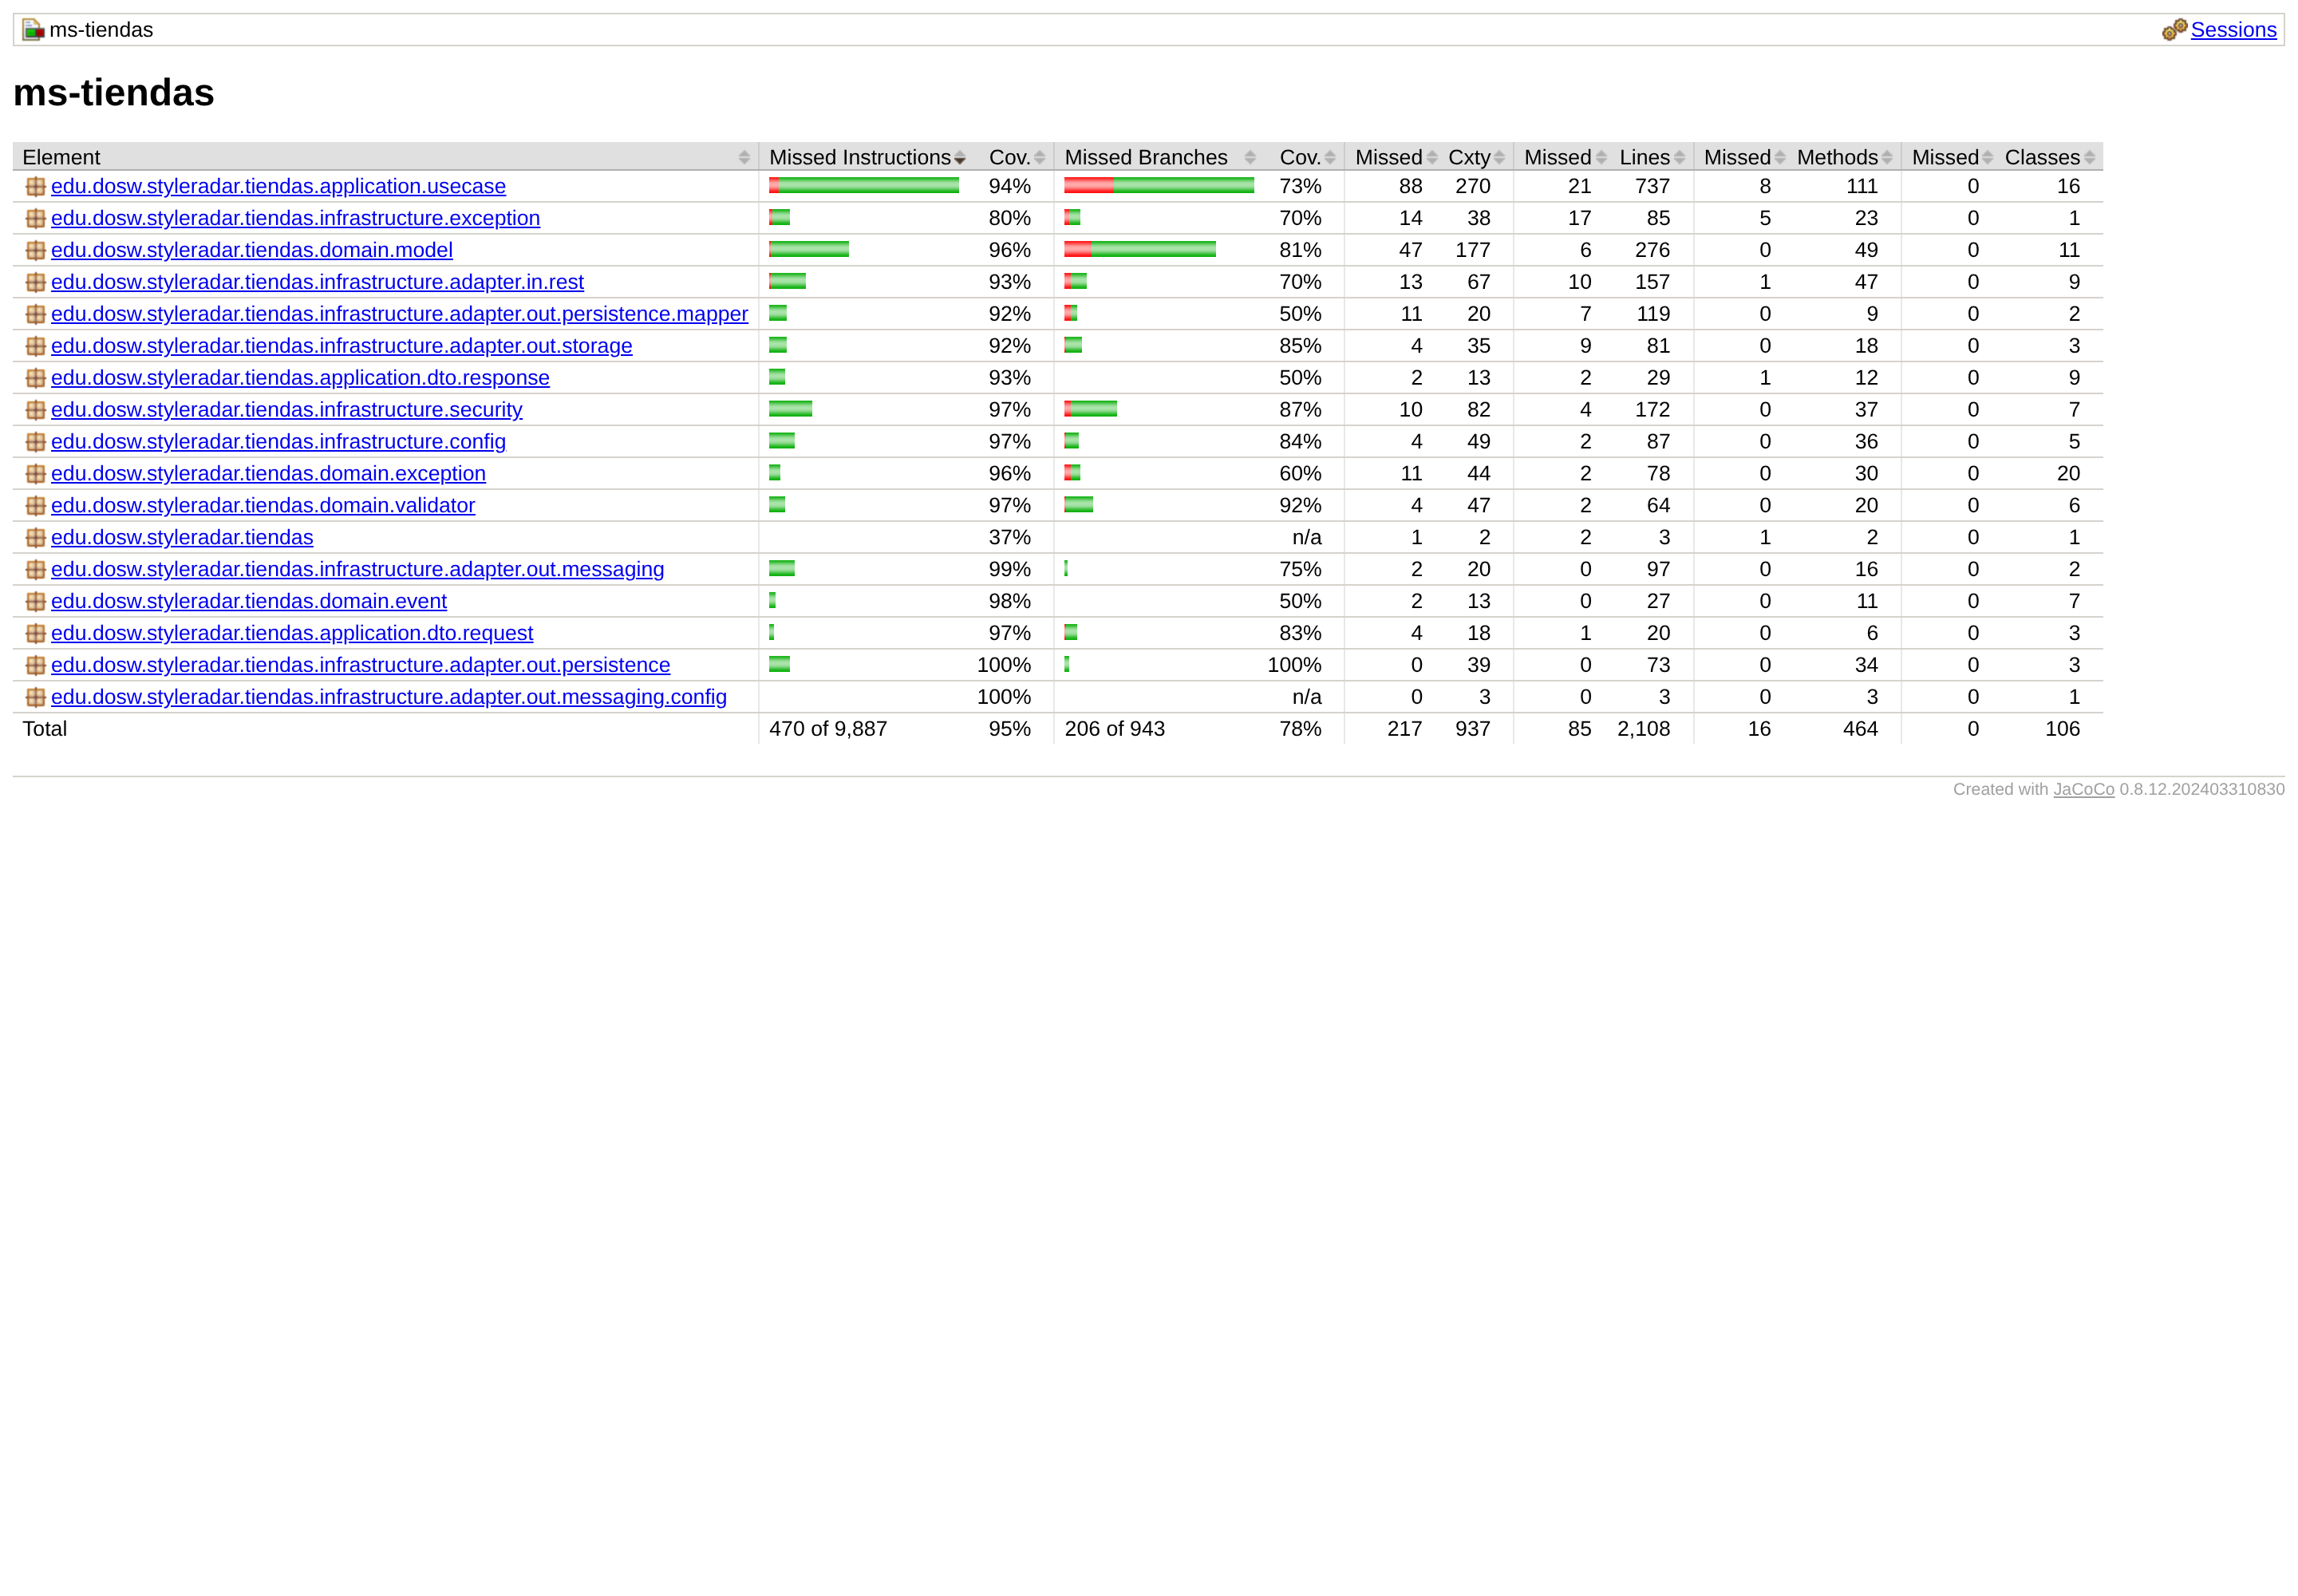 ms-tiendas Sessions
ms-tiendas
Element Missed Instructions Cov. Missed Branches Cov. Missed Cxty Missed Lines Missed Methods Missed Classes
edu.dosw.styleradar.tiendas.application.usecase 94% 73% 88 270 21 737 8 111 0 16
edu.dosw.styleradar.tiendas.infrastructure.exception 80% 70% 14 38 17 85 5 23 0 1
edu.dosw.styleradar.tiendas.domain.model 96% 81% 47 177 6 276 0 49 0 11
edu.dosw.styleradar.tiendas.infrastructure.adapter.in.rest 93% 70% 13 67 10 157 1 47 0 9
edu.dosw.styleradar.tiendas.infrastructure.adapter.out.persistence.mapper 92% 50% 11 20 7 119 0 9 0 2
edu.dosw.styleradar.tiendas.infrastructure.adapter.out.storage 92% 85% 4 35 9 81 0 18 0 3
edu.dosw.styleradar.tiendas.application.dto.response 93% 50% 2 13 2 29 1 12 0 9
edu.dosw.styleradar.tiendas.infrastructure.security 97% 87% 10 82 4 172 0 37 0 7
edu.dosw.styleradar.tiendas.infrastructure.config 97% 84% 4 49 2 87 0 36 0 5
edu.dosw.styleradar.tiendas.domain.exception 96% 60% 11 44 2 78 0 30 0 20
edu.dosw.styleradar.tiendas.domain.validator 97% 92% 4 47 2 64 0 20 0 6
edu.dosw.styleradar.tiendas 37% n/a 1 2 2 3 1 2 0 1
edu.dosw.styleradar.tiendas.infrastructure.adapter.out.messaging 99% 75% 2 20 0 97 0 16 0 2
edu.dosw.styleradar.tiendas.domain.event 98% 50% 2 13 0 27 0 11 0 7
edu.dosw.styleradar.tiendas.application.dto.request 97% 83% 4 18 1 20 0 6 0 3
edu.dosw.styleradar.tiendas.infrastructure.adapter.out.persistence 100% 100% 0 39 0 73 0 34 0 3
edu.dosw.styleradar.tiendas.infrastructure.adapter.out.messaging.config 100% n/a 0 3 0 3 0 3 0 1
Total 470 of 9,887 95% 206 of 943 78% 217 937 85 2,108 16 464 0 106
Created with JaCoCo 0.8.12.202403310830